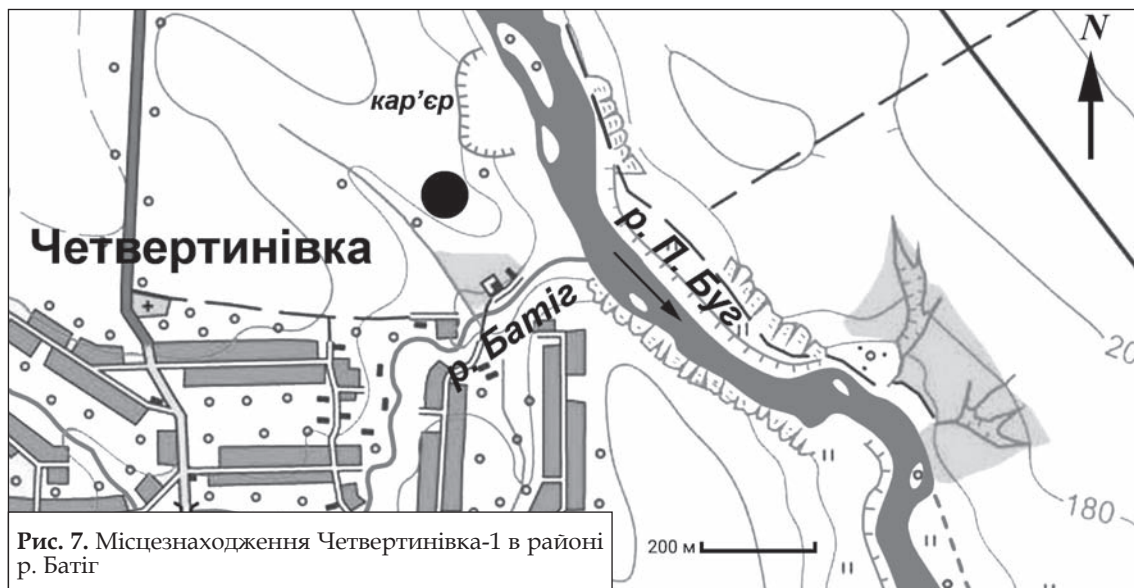 N
кар’єр
р. П. Буг
Четвертинівка
р. Батіг
20
180
200 м
Рис. 7. Місцезнаходження Четвертинівка-1 в районі
р. Батіг